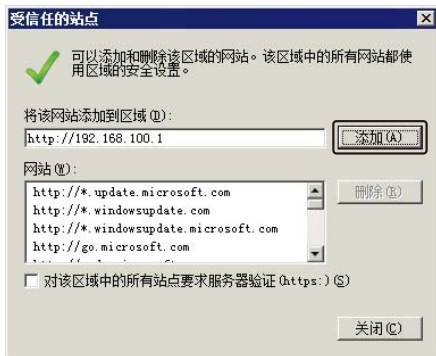 受信任的站点
可以添加和删除该区域的网站。该区域中的所有网站都使
用区域的安全设置。
将该网站添加到区域(D):
http://192.168.100.1
添加(A)
网站(W):
http://*.update.microsoft.com
http://*.windowsupdate.com
http://*.windowsupdate.microsoft.com
http://go.microsoft.com
删除(R)
对该区域中的所有站点要求服务器验证(https:)(S)
关闭(C)